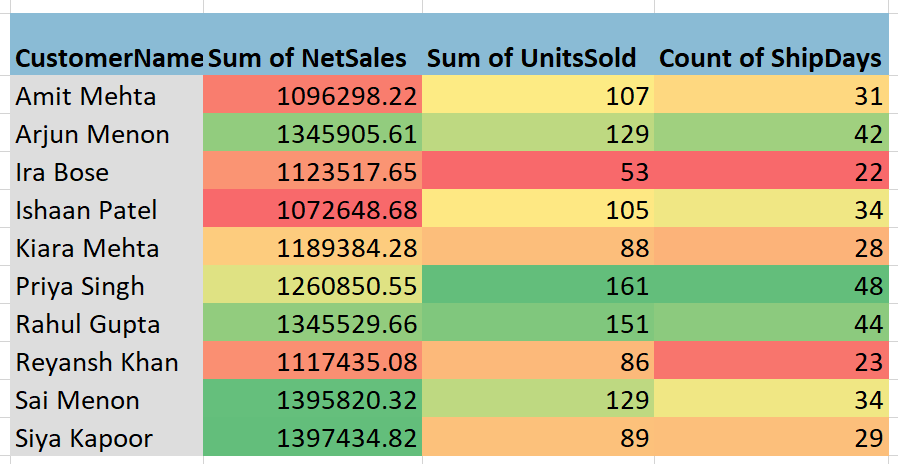 CustomerName Sum of NetSales Sum of UnitsSold Count of ShipDays
Amit Mehta 1096298.22 107 31
Arjun Menon 1345905.61 129 42
Ira Bose 1123517.65 53 22
Ishaan Patel 1072648.68 105 34
Kiara Mehta 1189384.28 88 28
Priya Singh 1260850.55 161 48
Rahul Gupta 1345529.66 151 44
Reyansh Khan 1117435.08 86 23
Sai Menon 1395820.32 129 34
Siya Kapoor 1397434.82 89 29